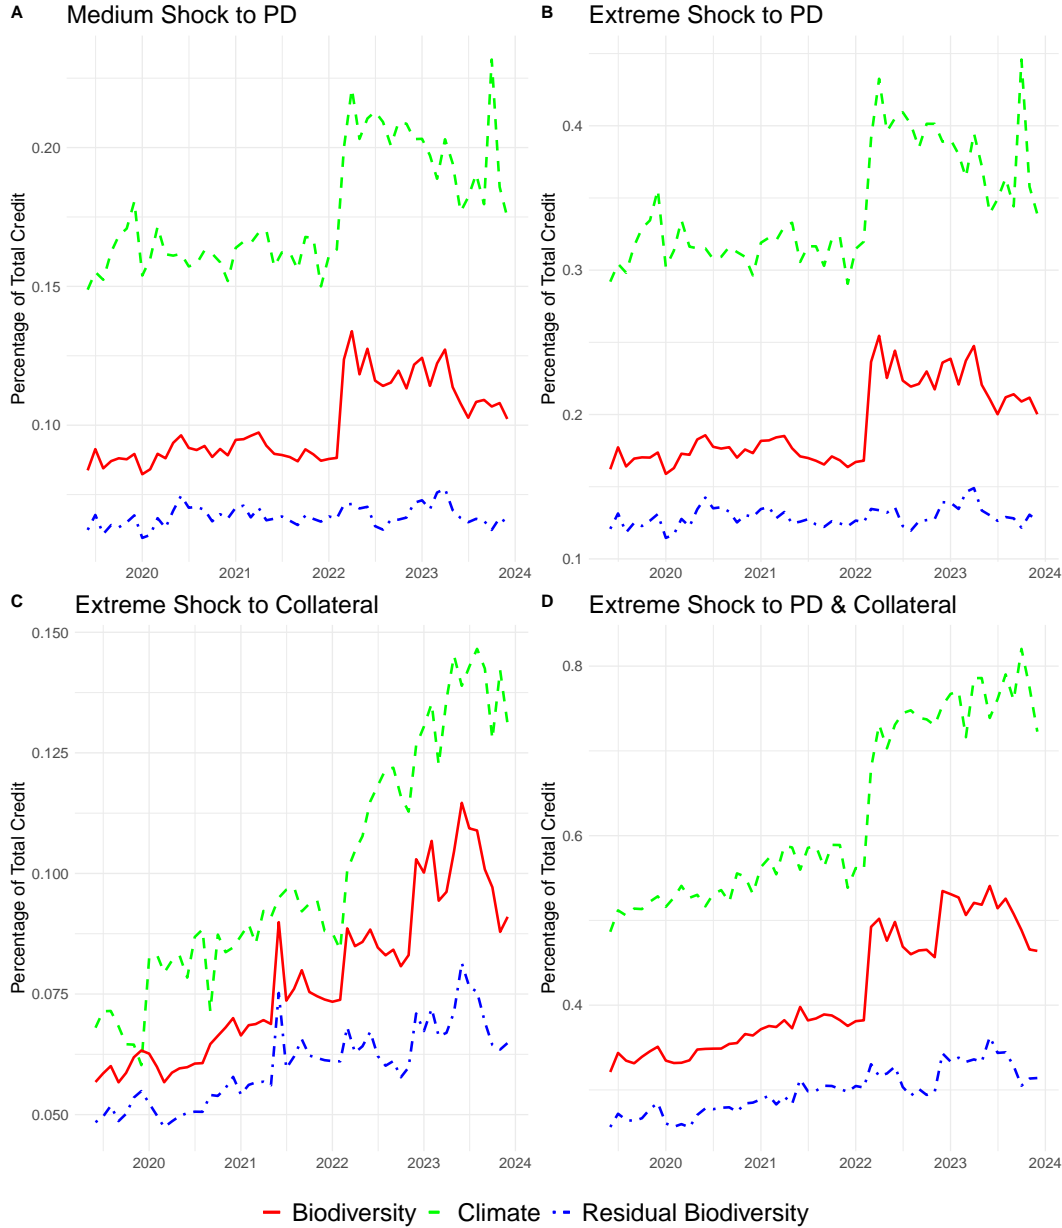 A Medium Shock to PD
Percentage of Total Credit
0.20
0.15
0.10
2020 2021 2022 2023 2024
B Extreme Shock to PD
Percentage of Total Credit
0.4
0.3
0.2
0.1
2020 2021 2022 2023 2024
C Extreme Shock to Collateral
Percentage of Total Credit
0.150
0.125
0.100
0.075
0.050
2020 2021 2022 2023 2024
D Extreme Shock to PD & Collateral
Percentage of Total Credit
0.8
0.6
0.4
2020 2021 2022 2023 2024
Biodiversity Climate Residual Biodiversity